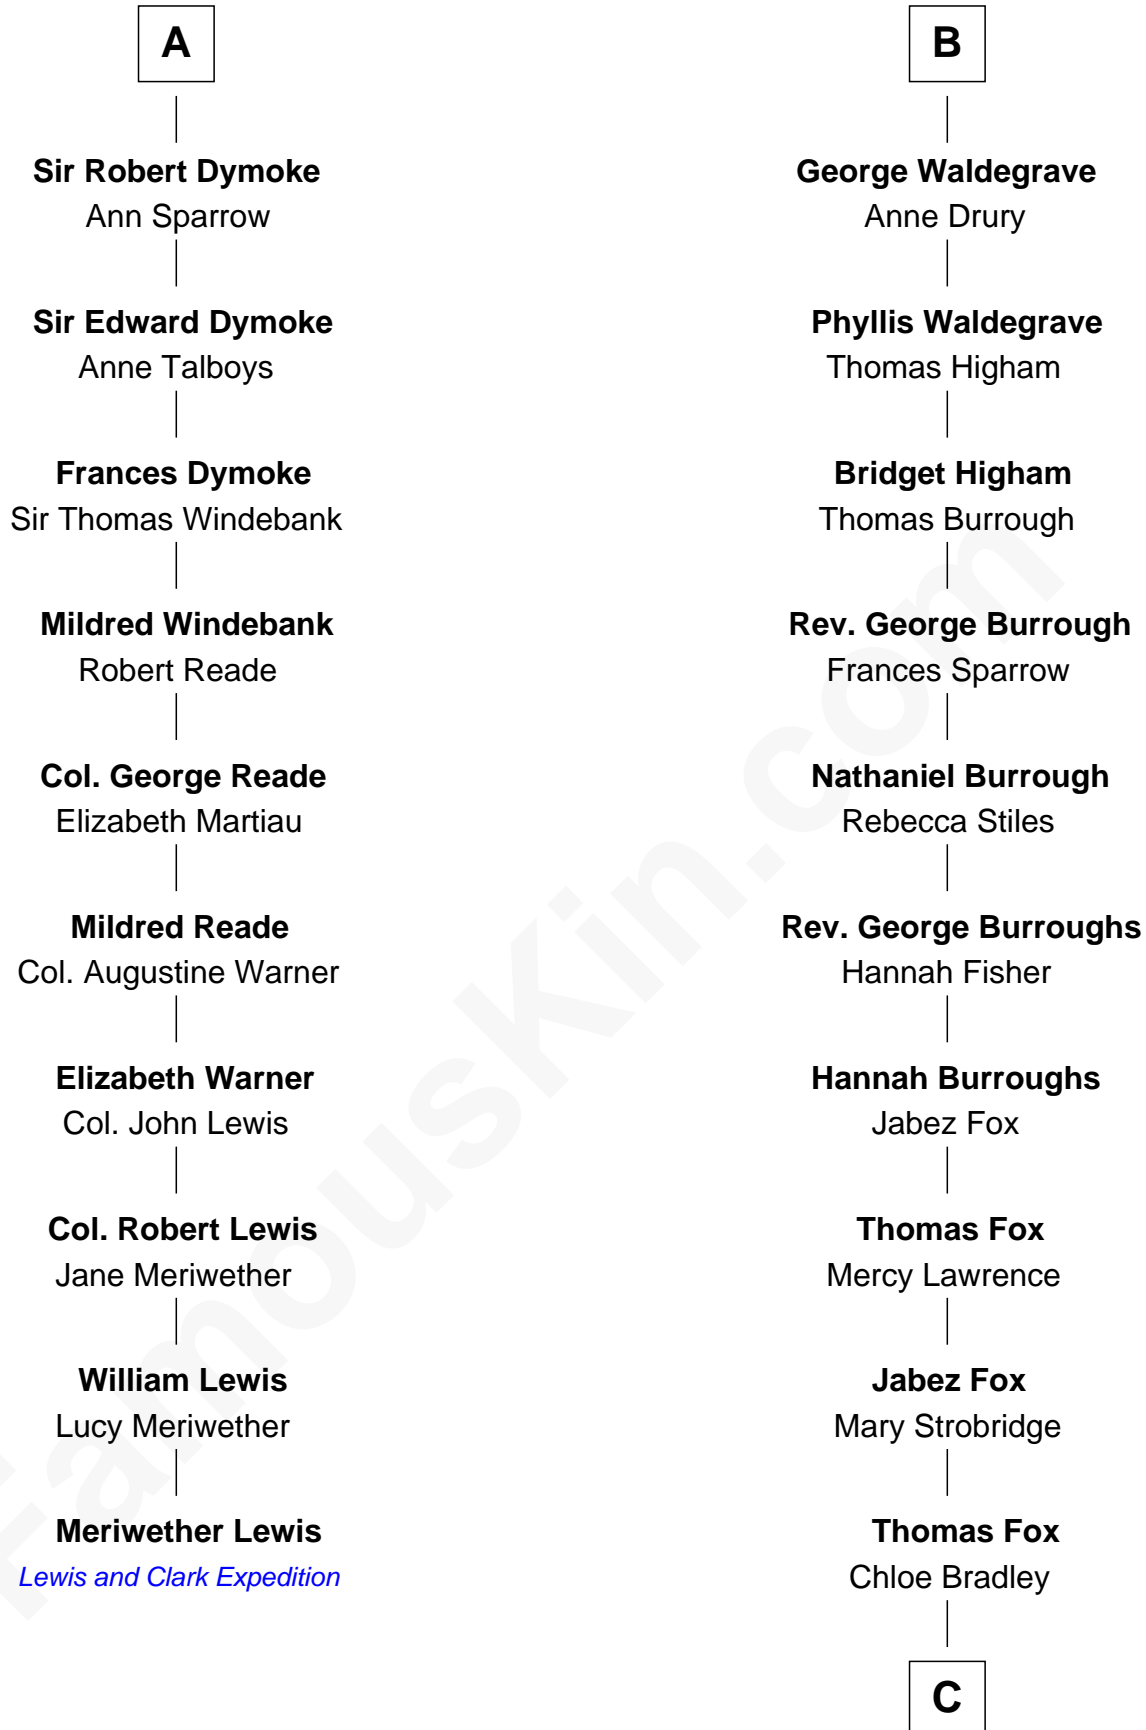 A
Sir Robert Dymoke
Ann Sparrow
Sir Edward Dymoke
Anne Talboys
Frances Dymoke
Sir Thomas Windebank
Mildred Windebank
Robert Reade
Col. George Reade
Elizabeth Martiau
Mildred Reade
Col. Augustine Warner
Elizabeth Warner
Col. John Lewis
Col. Robert Lewis
Jane Meriwether
William Lewis
Lucy Meriwether
Meriwether Lewis
Lewis and Clark Expedition
B
George Waldegrave
Anne Drury
Phyllis Waldegrave
Thomas Higham
Bridget Higham
Thomas Burrough
Rev. George Burrough
Frances Sparrow
Nathaniel Burrough
Rebecca Stiles
Rev. George Burroughs
Hannah Fisher
Hannah Burroughs
Jabez Fox
Thomas Fox
Mercy Lawrence
Jabez Fox
Mary Strobridge
Thomas Fox
Chloe Bradley
C
FamousKin.com